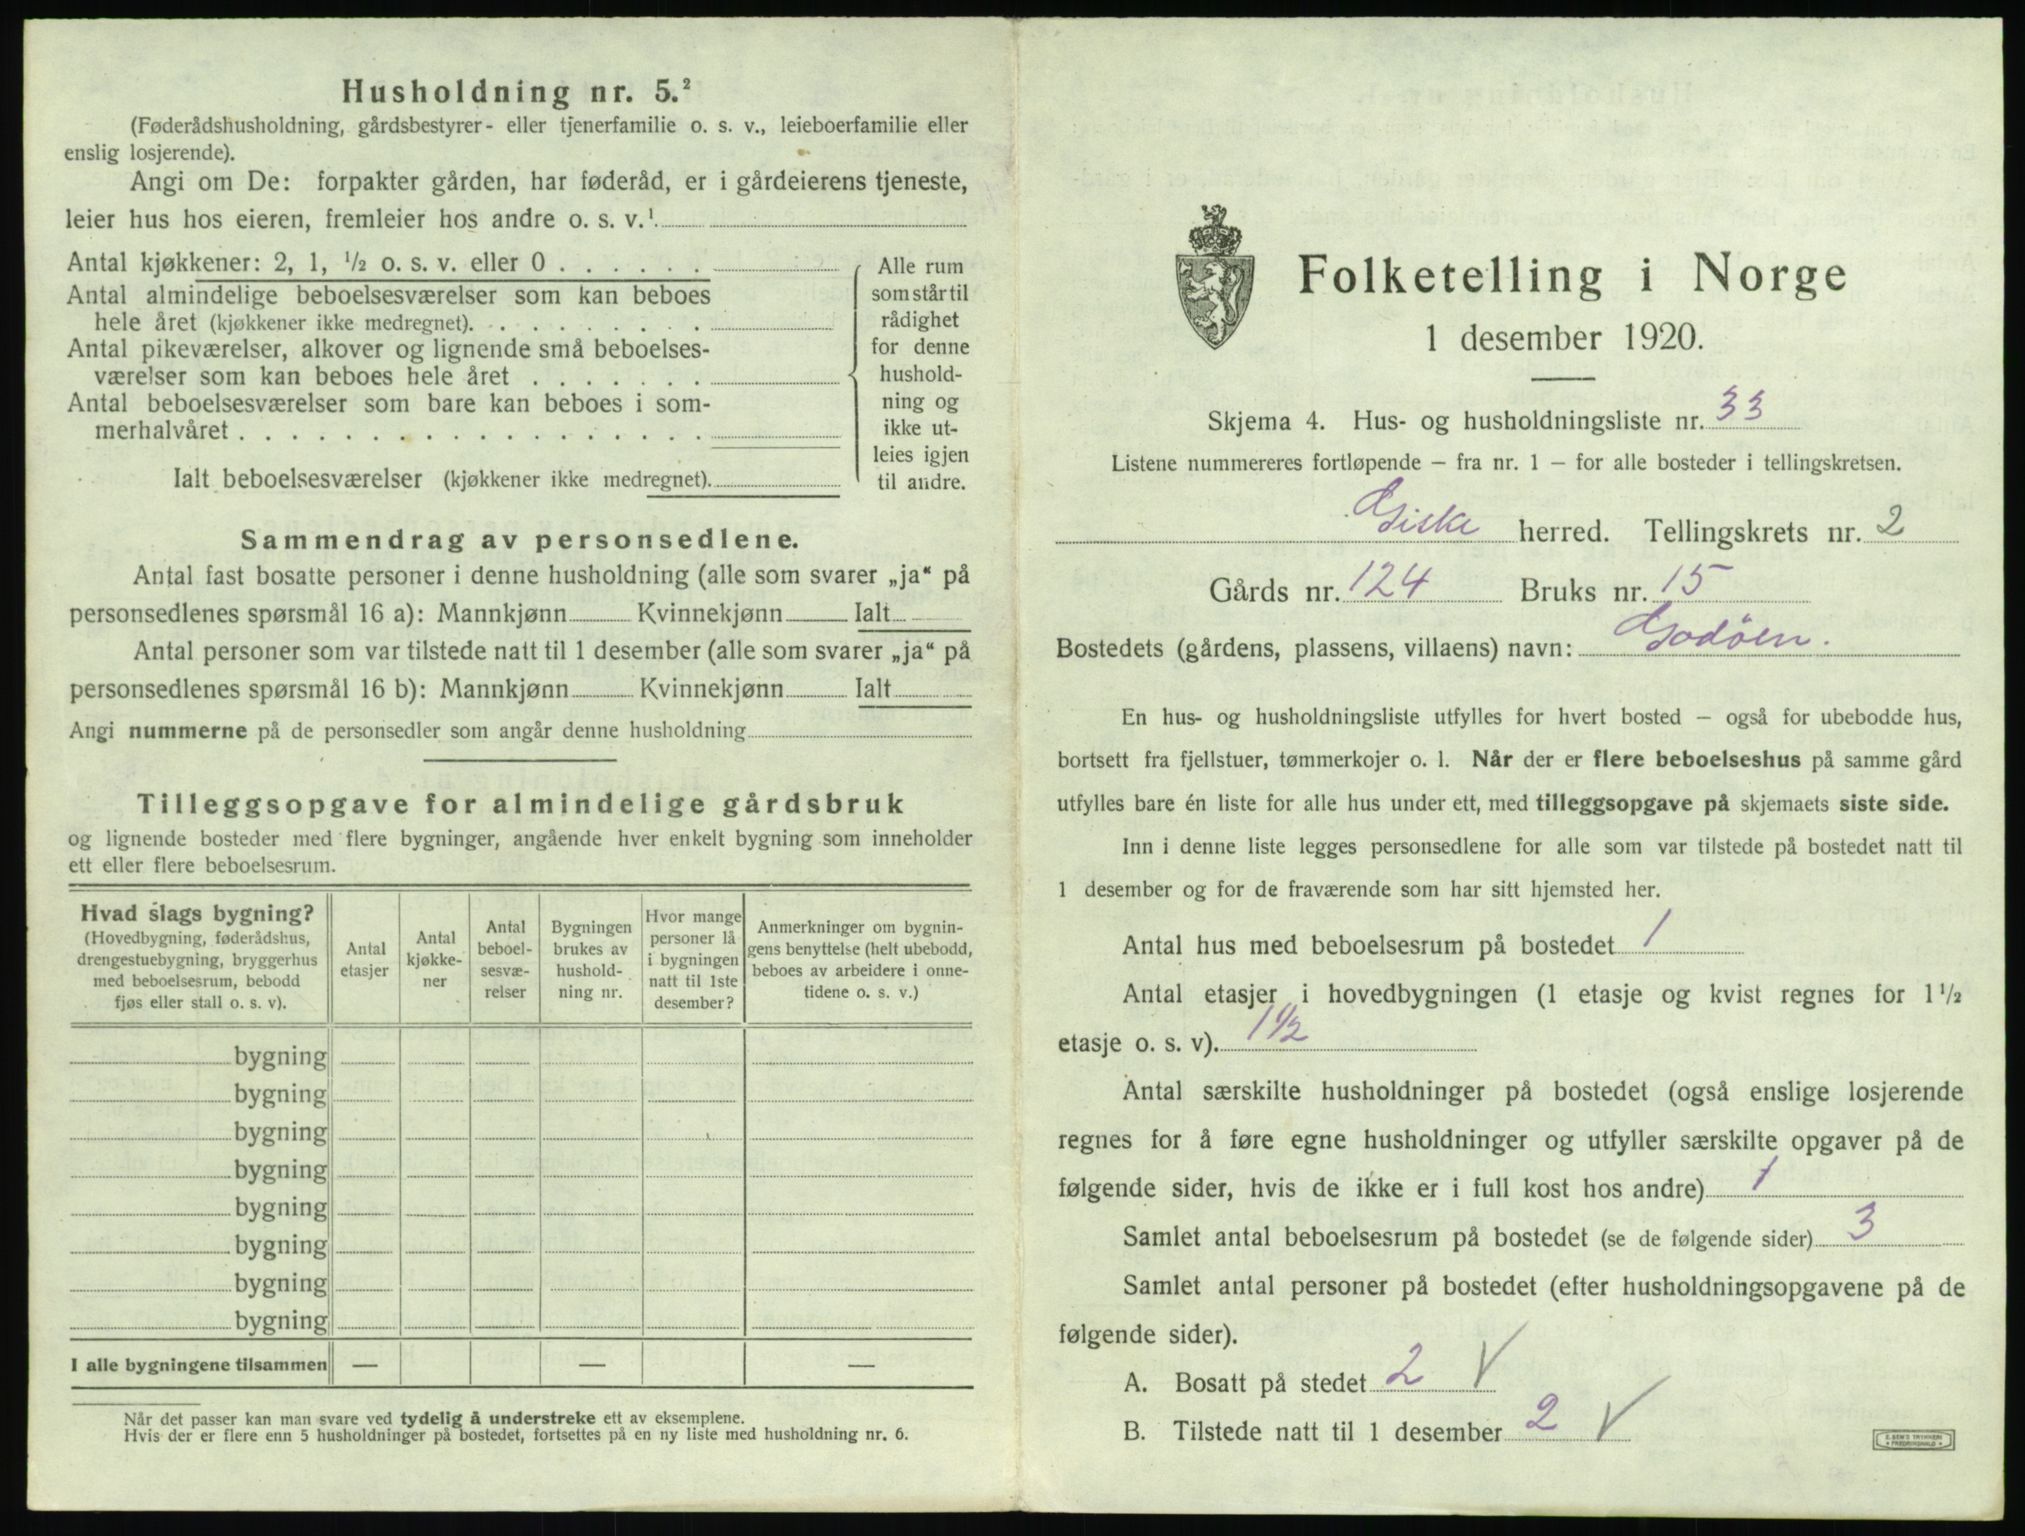 Husholdning nr. 5.²
(Føderådshusholdning, gårdsbestyrer- eller tjenerfamilie o. s. v., leieboerfamilie eller
enslig losjerende).
Angi om De: forpakter gården, har føderåd, er i gårdeierens tjeneste,
leier hus hos eieren, fremleier hos andre o. s. v.¹
Antal kjøkkener: 2, 1, ½ o. s. v. eller 0 . . . . . .
Antal almindelige beboelsesværelser som kan beboes
hele året (kjøkkener ikke medregnet). . . . . . . . .
Antal pikeværelser, alkover og lignende små beboelses-
værelser som kan beboes hele året . . . . . . .
Antal beboelsesværelser som bare kan beboes i som-
merhalvåret . . . . . . . . . . . . . . . . . .
Ialt beboelsesværelser (kjøkkener ikke medregnet).
Alle rum
som står til
rådighet
for denne
hushold-
ning og
ikke ut-
leies igjen
til andre.
Sammendrag av personsedlene.
Antal fast bosatte personer i denne husholdning (alle som svarer „ja“ på
personsedlenes spørsmål 16 a): Mannkjønn Kvinnekjønn Ialt
Antal personer som var tilstede natt til 1 desember (alle som svarer „ja“ på
personsedlenes spørsmål 16 b): Mannkjønn Kvinnekjønn Ialt
Angi nummerne på de personsedler som angår denne husholdning
Tilleggsopgave for almindelige gårdsbruk
og lignende bosteder med flere bygninger, angående hver enkelt bygning som inneholder
ett eller flere beboelsesrum.
Hvad slags bygning?
(Hovedbygning, føderådshus,
drengestuebygning, bryggerhus
med beboelsesrum, bebodd
fjøs eller stall o. s. v).
Antal
etasjer
Antal
kjøkke-
ner
Antal
beboel-
sesvæ-
relser
Bygningen
brukes av
hushold-
ning nr.
Hvor mange
personer lå
i bygningen
natt til 1ste
desember?
Anmerkninger om bygnin-
gens benyttelse (helt ubebodd,
beboes av arbeidere i onne-
tidene o. s. v.)
bygning
bygning
bygning
bygning
bygning
bygning
bygning
bygning
I alle bygningene tilsammen — — —
Når det passer kan man svare ved tydelig å understreke ett av eksemplene.
Hvis der er flere enn 5 husholdninger på bostedet, fortsettes på en ny liste med husholdning nr. 6.
Folketelling i Norge
1 desember 1920.
Skjema 4. Hus- og husholdningsliste nr. 33
Listene nummereres fortløpende – fra nr. 1 – for alle bosteder i tellingskretsen.
Giske herred. Tellingskrets nr. 2
Gårds nr. 124 Bruks nr. 15
Bostedets (gårdens, plassens, villaens) navn: Godöen.
En hus- og husholdningsliste utfylles for hvert bosted – også for ubebodde hus,
bortsett fra fjellstuer, tømmerkojer o. l. Når der er flere beboelseshus på samme gård
utfylles bare én liste for alle hus under ett, med tilleggsopgave på skjemaets siste side.
Inn i denne liste legges personsedlene for alle som var tilstede på bostedet natt til
1 desember og for de fraværende som har sitt hjemsted her.
Antal hus med beboelsesrum på bostedet 1
Antal etasjer i hovedbygningen (1 etasje og kvist regnes for 1½
etasje o. s. v). 1½
Antal særskilte husholdninger på bostedet (også enslige losjerende
regnes for å føre egne husholdninger og utfyller særskilte opgaver på de
følgende sider, hvis de ikke er i full kost hos andre) 1
Samlet antal beboelsesrum på bostedet (se de følgende sider) 3
Samlet antal personer på bostedet (efter husholdningsopgavene på de
følgende sider).
A. Bosatt på stedet 2 V
B. Tilstede natt til 1 desember 2 V